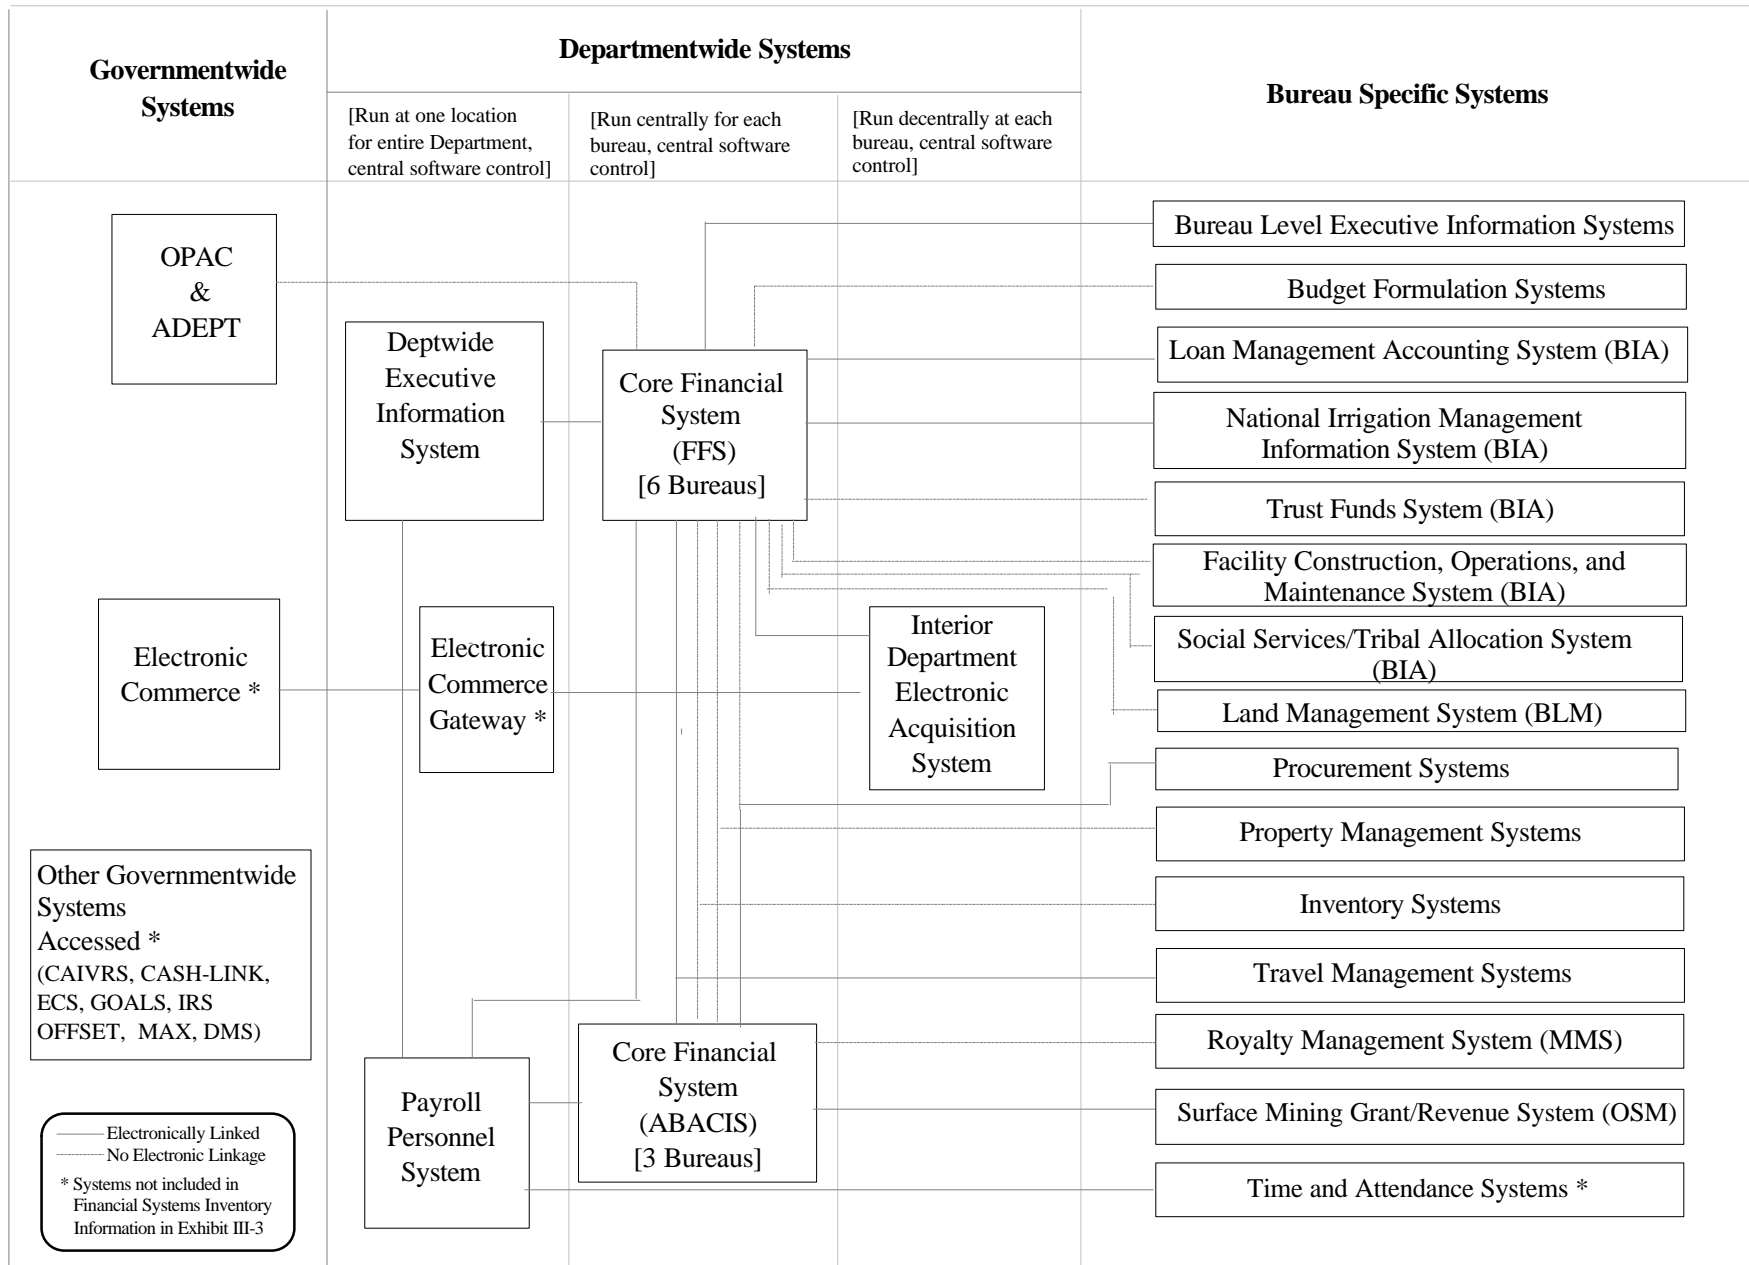 Governmentwide
Systems
Departmentwide Systems
Bureau Specific Systems
[Run at one location
for entire Department,
central software control]
[Run centrally for each
bureau, central software
control]
[Run decentrally at each
bureau, central software
control]
OPAC
&
ADEPT
Electronic
Commerce *
Other Governmentwide
Systems
Accessed *
(CAIVRS, CASH-LINK,
ECS, GOALS, IRS
OFFSET, MAX, DMS)
Electronically Linked
No Electronic Linkage
* Systems not included in
Financial Systems Inventory
Information in Exhibit III-3
Deptwide
Executive
Information
System
Electronic
Commerce
Gateway *
Payroll
Personnel
System
Core Financial
System
(FFS)
[6 Bureaus]
Core Financial
System
(ABACIS)
[3 Bureaus]
Interior
Department
Electronic
Acquisition
System
Bureau Level Executive Information Systems
Budget Formulation Systems
Loan Management Accounting System (BIA)
National Irrigation Management
Information System (BIA)
Trust Funds System (BIA)
Facility Construction, Operations, and
Maintenance System (BIA)
Social Services/Tribal Allocation System
(BIA)
Land Management System (BLM)
Procurement Systems
Property Management Systems
Inventory Systems
Travel Management Systems
Royalty Management System (MMS)
Surface Mining Grant/Revenue System (OSM)
Time and Attendance Systems *